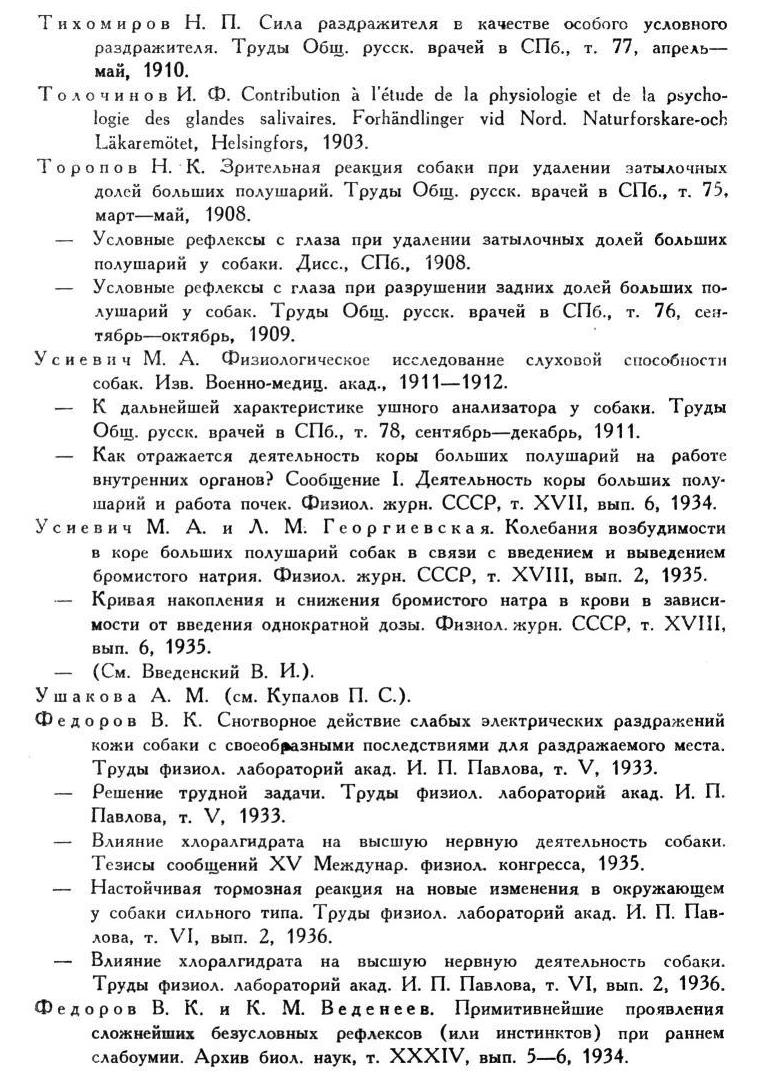 Тихомиров Н. П. Сила раздражителя в качестве особого условного
раздражителя. Труды Общ. русск. врачей в СПб., т. 77, апрель—
май, 1910.
Толочинов И. Ф. Contribution à l'étude de la physiologie et de la psycho-
logie des glandes salivaires. Forhändlinger vid Nord. Naturforskare-och
Läkaremötet, Helsingfors, 1903.
Торопов Н. К. Зрительная реакция собаки при удалении затылочных
долей больших полушарий. Труды Общ. русск. врачей в СПб., т. 75,
март—май, 1908.
— Условные рефлексы с глаза при удалении затылочных долей больших
полушарий у собаки. Дисс., СПб., 1908.
— Условные рефлексы с глаза при разрушении задних долей больших по-
лушарий у собак. Труды Общ. русск. врачей в СПб., т. 76, сен-
тябрь—октябрь, 1909.
Усиевич М. А. Физиологическое исследование слуховой способности
собак. Изв. Военно-медиц. акад., 1911—1912.
— К дальнейшей характеристике ушного анализатора у собаки. Труды
Общ. русск. врачей в СПб., т. 78, сентябрь—декабрь, 1911.
— Как отражается деятельность коры больших полушарий на работе
внутренних органов? Сообщение I. Деятельность коры больших полу-
шарий и работа почек. Физиол. журн. СССР, т. XVII, вып. 6, 1934.
Усиевич М. А. и Л. М. Георгиевская. Колебания возбудимости
в коре больших полушарий собак в связи с введением и выведением
бромистого натрия. Физиол. журн. СССР, т. XVIII, вып. 2, 1935.
— Кривая накопления и снижения бромистого натра в крови в зависи-
мости от введения однократной дозы. Физиол. журн. СССР, т. XVIII,
вып. 6, 1935.
— (См. Введенский В. И.).
Ушакова А. М. (см. Купалов П. С.).
Федоров В. К. Снотворное действие слабых электрических раздражений
кожи собаки с своеобразными последствиями для раздражаемого места.
Труды физиол. лабораторий акад. И. П. Павлова, т. V, 1933.
— Решение трудной задачи. Труды физиол. лабораторий акад. И. П.
Павлова, т. V, 1933.
— Влияние хлоралгидрата на высшую нервную деятельность собаки.
Тезисы сообщений XV Междунар. физиол. конгресса, 1935.
— Настойчивая тормозная реакция на новые изменения в окружающем
у собаки сильного типа. Труды физиол. лабораторий акад. И. П. Пав-
лова, т. VI, вып. 2, 1936.
— Влияние хлоралгидрата на высшую нервную деятельность собаки.
Труды физиол. лабораторий акад. И. П. Павлова, т. VI, вып. 2, 1936.
Федоров В. К. и К. М. Веденеев. Примитивнейшие проявления
сложнейших безусловных рефлексов (или инстинктов) при раннем
слабоумии. Архив биол. наук, т. XXXIV, вып. 5—6, 1934.